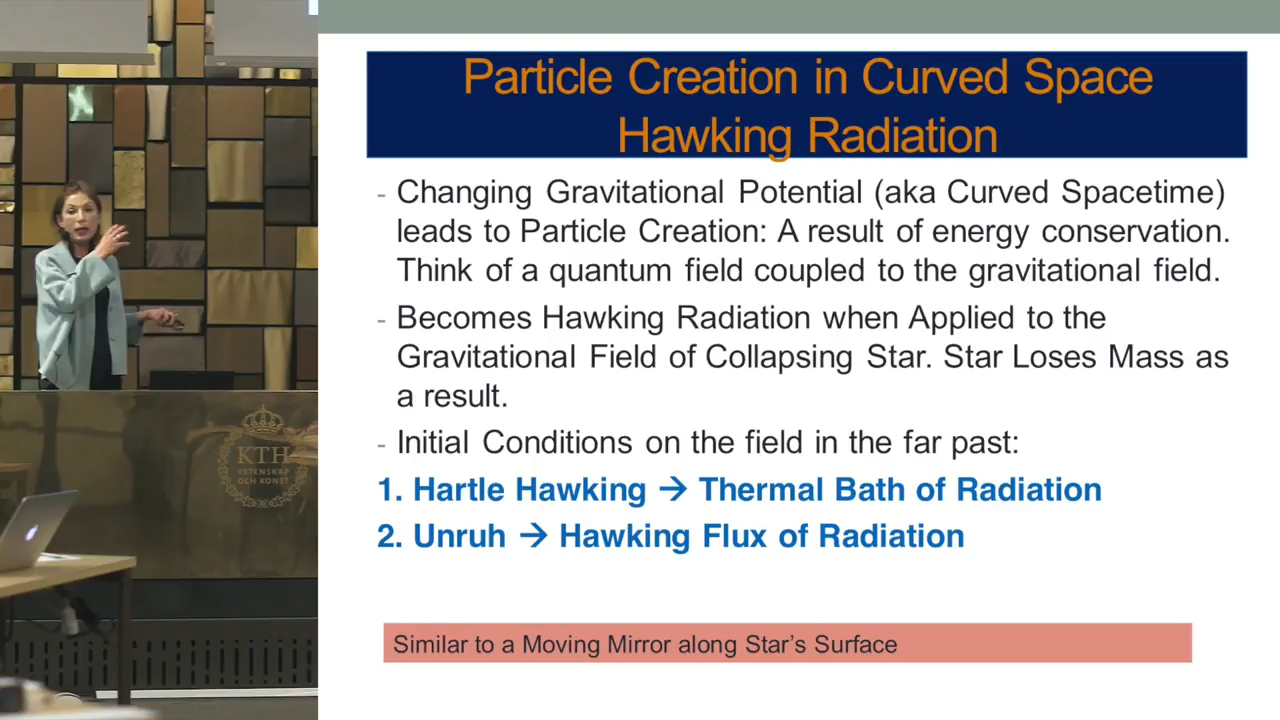 Particle Creation in Curved Space
Hawking Radiation
- Changing Gravitational Potential (aka Curved Spacetime)
leads to Particle Creation: A result of energy conservation.
Think of a quantum field coupled to the gravitational field.
- Becomes Hawking Radiation when Applied to the
Gravitational Field of Collapsing Star. Star Loses Mass as
a result.
- Initial Conditions on the field in the far past:
1. Hartle Hawking → Thermal Bath of Radiation
2. Unruh → Hawking Flux of Radiation
Similar to a Moving Mirror along Star's Surface
KTH
VETENSKAP
OCH KONST